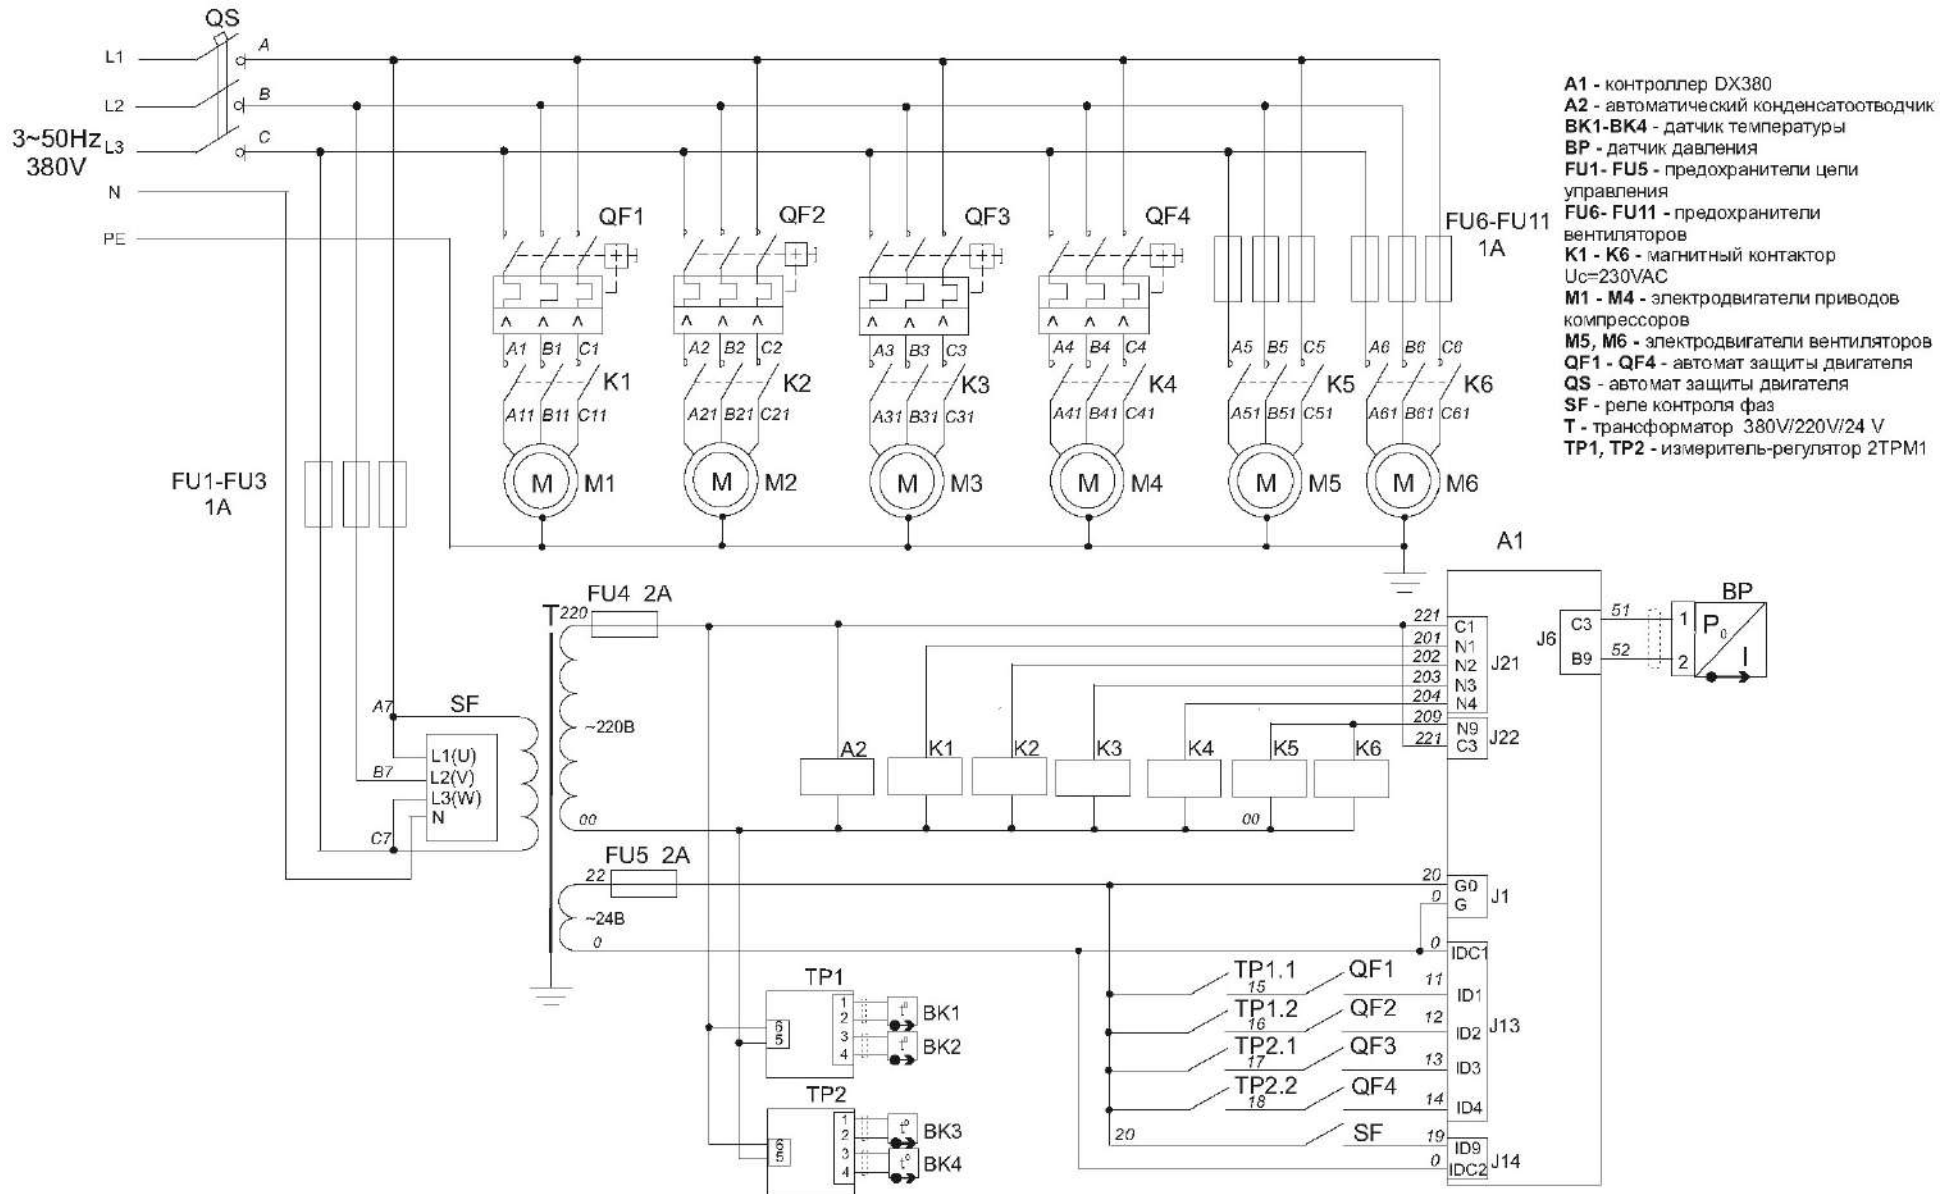 QS
L1
A
L2
B
L3
C
3~50Hz
380V
N
PE
QF1
QF2
QF3
QF4
FU6-FU11
1A
A1 - контроллер DX380
A2 - автоматический конденсатоотводчик
BK1-BK4 - датчик температуры
BP - датчик давления
FU1- FU5 - предохранители цепи
управления
FU6- FU11 - предохранители
вентиляторов
K1 - K6 - магнитный контактор
Uc=230VAC
M1 - M4 - электродвигатели приводов
компрессоров
M5, M6 - электродвигатели вентиляторов
QF1 - QF4 - автомат защиты двигателя
QS - автомат защиты двигателя
SF - реле контроля фаз
T - трансформатор 380V/220V/24 V
TP1, TP2 - измеритель-регулятор 2ТРМ1
A1 B1 C1
A2 B2 C2
A3 B3 C3
A4 B4 C4
A5 B5 C5
A6 B6 C6
K1
K2
K3
K4
K5
K6
A11 B11 C11
A21 B21 C21
A31 B31 C31
A41 B41 C41
A51 B51 C51
A61 B61 C61
M M1
M M2
M M3
M M4
M M5
M M6
FU1-FU3
1A
A1
T
220
FU4 2A
221
C1
201
N1
202
N2
203
N3
204
N4
J21
209
N9
221
C3
J22
J6
C3
B9
51
52
1
2
BP
P0
I
A7
SF
L1(U)
B7
L2(V)
L3(W)
N
C7
~220В
A2
K1
K2
K3
K4
K5
K6
00
00
FU5 2A
22
~24В
0
20
G0
0
G
J1
0
IDC1
TP1.1
15
QF1
11
ID1
TP1.2
16
QF2
12
ID2
J13
TP2.1
17
QF3
13
ID3
TP2.2
18
QF4
14
ID4
20
SF
19
ID9
0
IDC2
J14
TP1
6
5
1
2
3
4
t°
BK1
t°
BK2
TP2
6
5
1
2
3
4
t°
BK3
t°
BK4